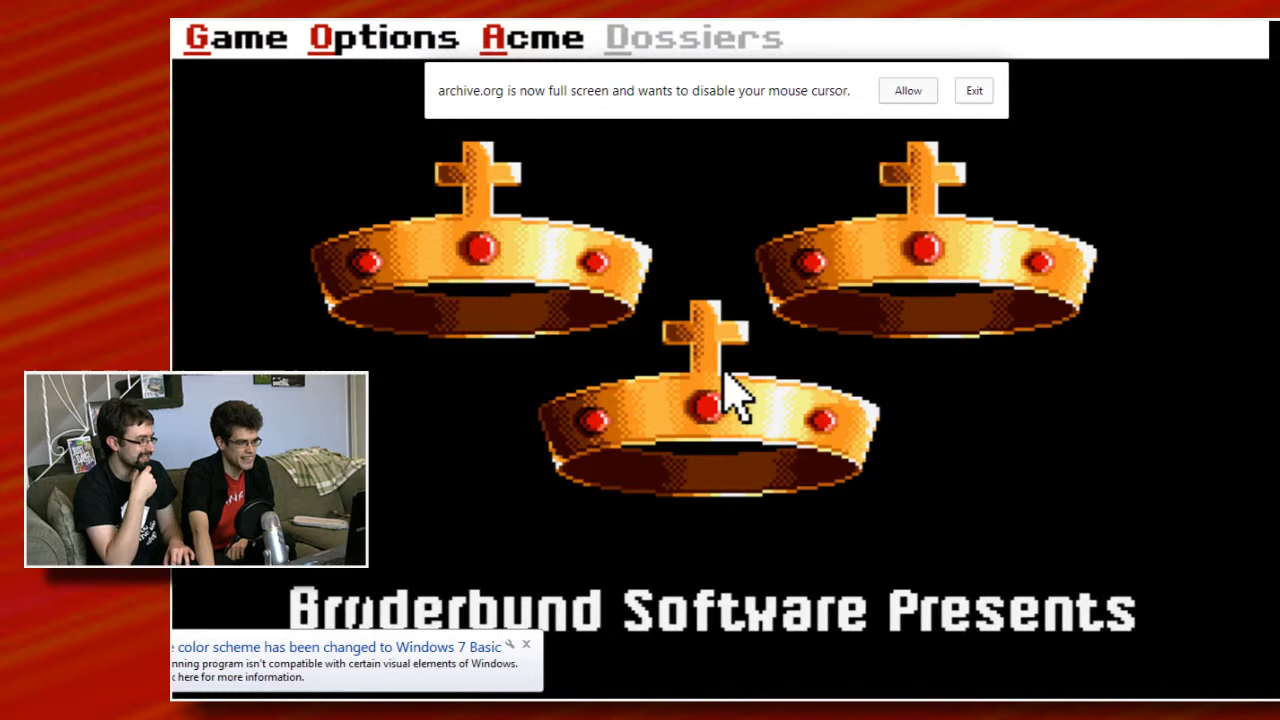 Game Options Acme Dossiers
archive.org is now full screen and wants to disable your mouse cursor. Allow Exit
Brøderbund Software Presents
color scheme has been changed to Windows 7 Basic
nning program isn't compatible with certain visual elements of Windows.
here for more information.